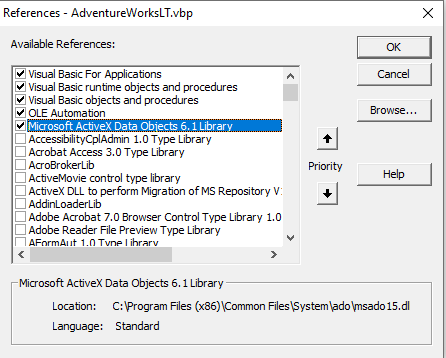 References - AdventureWorksLT.vbp
Available References:
OK
Visual Basic For Applications
Visual Basic runtime objects and procedures
Visual Basic objects and procedures
OLE Automation
Microsoft ActiveX Data Objects 6.1 Library
AccessibilityCplAdmin 1.0 Type Library
Acrobat Access 3.0 Type Library
AcroBrokerLib
ActiveMovie control type library
ActiveX DLL to perform Migration of MS Repository V
AddinLoaderLib
Adobe Acrobat 7.0 Browser Control Type Library 1.0
Adobe Reader File Preview Type Library
AFormAut 1.0 Type Library
Cancel
Browse...
Priority
Help
Microsoft ActiveX Data Objects 6.1 Library
Location: C:\Program Files (x86)\Common Files\System\ado\msado15.dl
Language: Standard